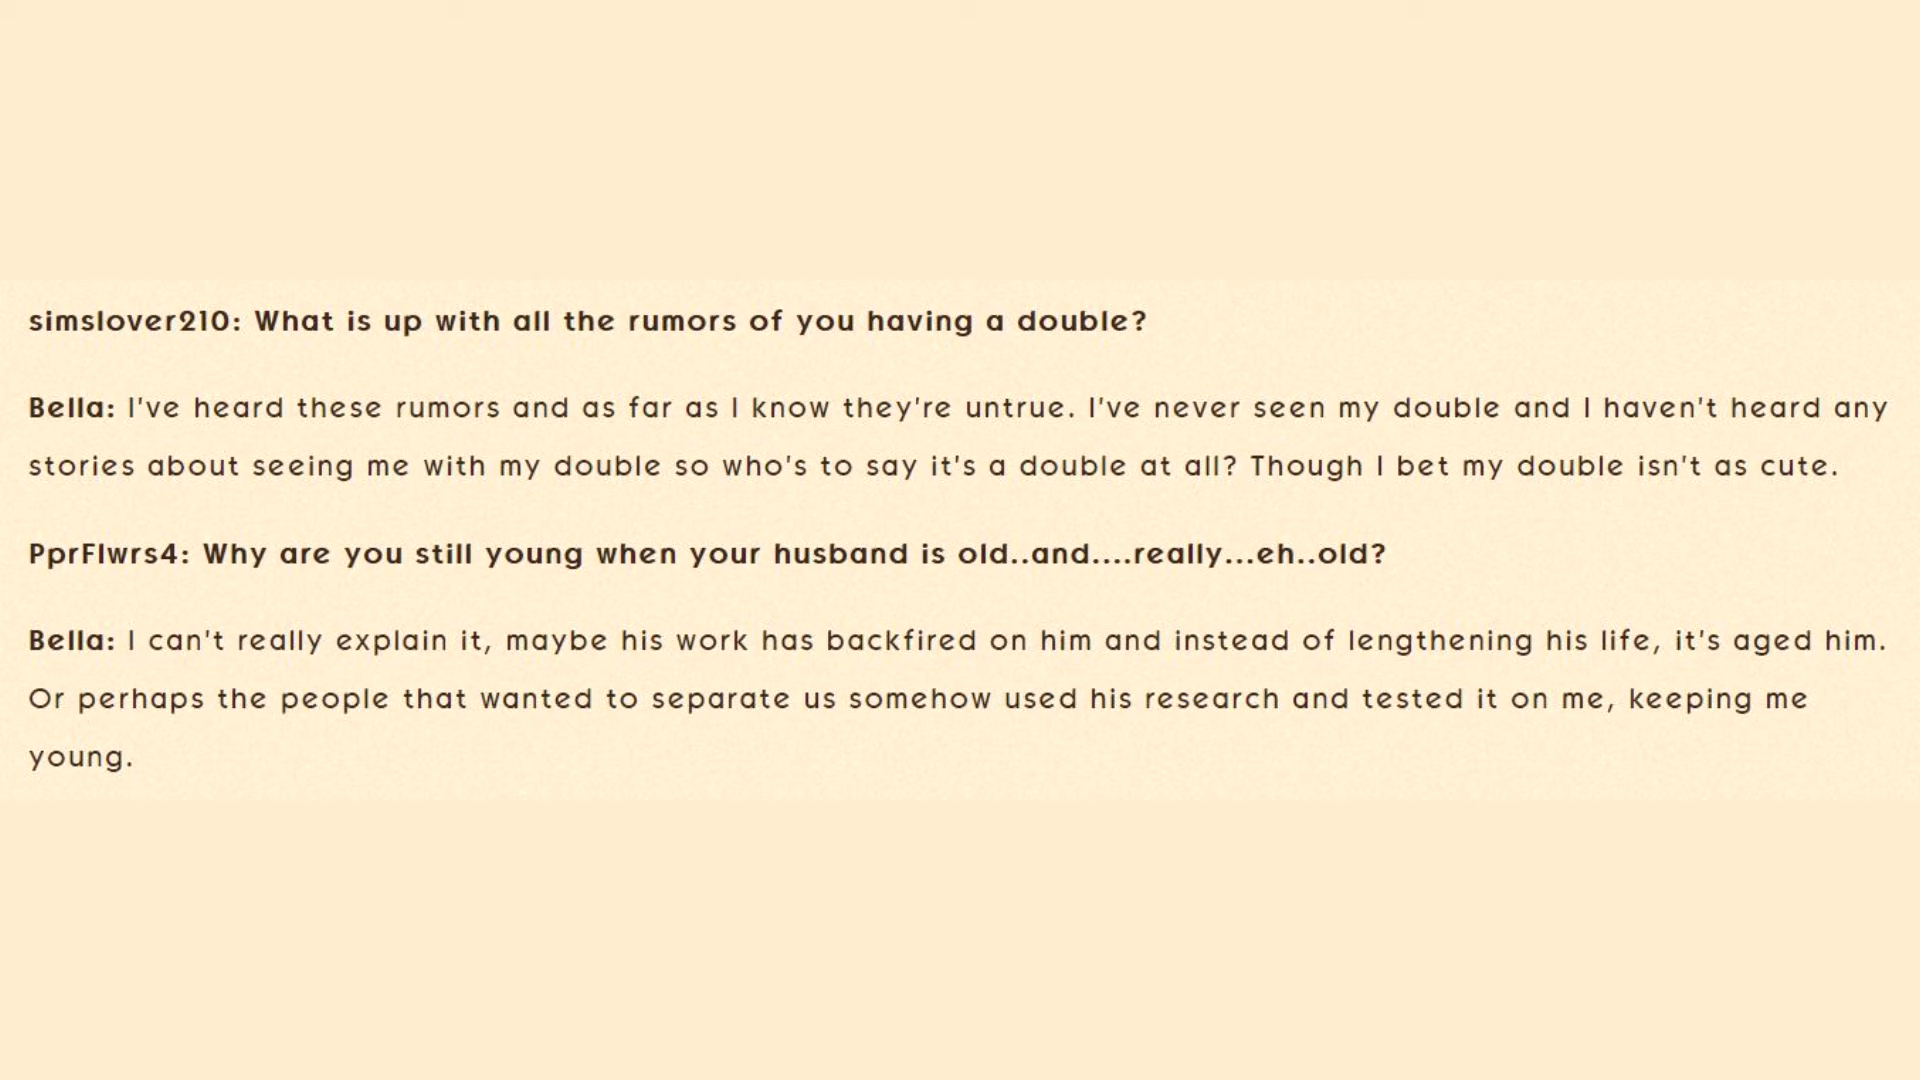 simslover210: What is up with all the rumors of you having a double?
Bella: I've heard these rumors and as far as I know they're untrue. I've never seen my double and I haven't heard any
stories about seeing me with my double so who's to say it's a double at all? Though I bet my double isn't as cute.
PprFlwrs4: Why are you still young when your husband is old..and....really...eh..old?
Bella: I can't really explain it, maybe his work has backfired on him and instead of lengthening his life, it's aged him.
Or perhaps the people that wanted to separate us somehow used his research and tested it on me, keeping me
young.